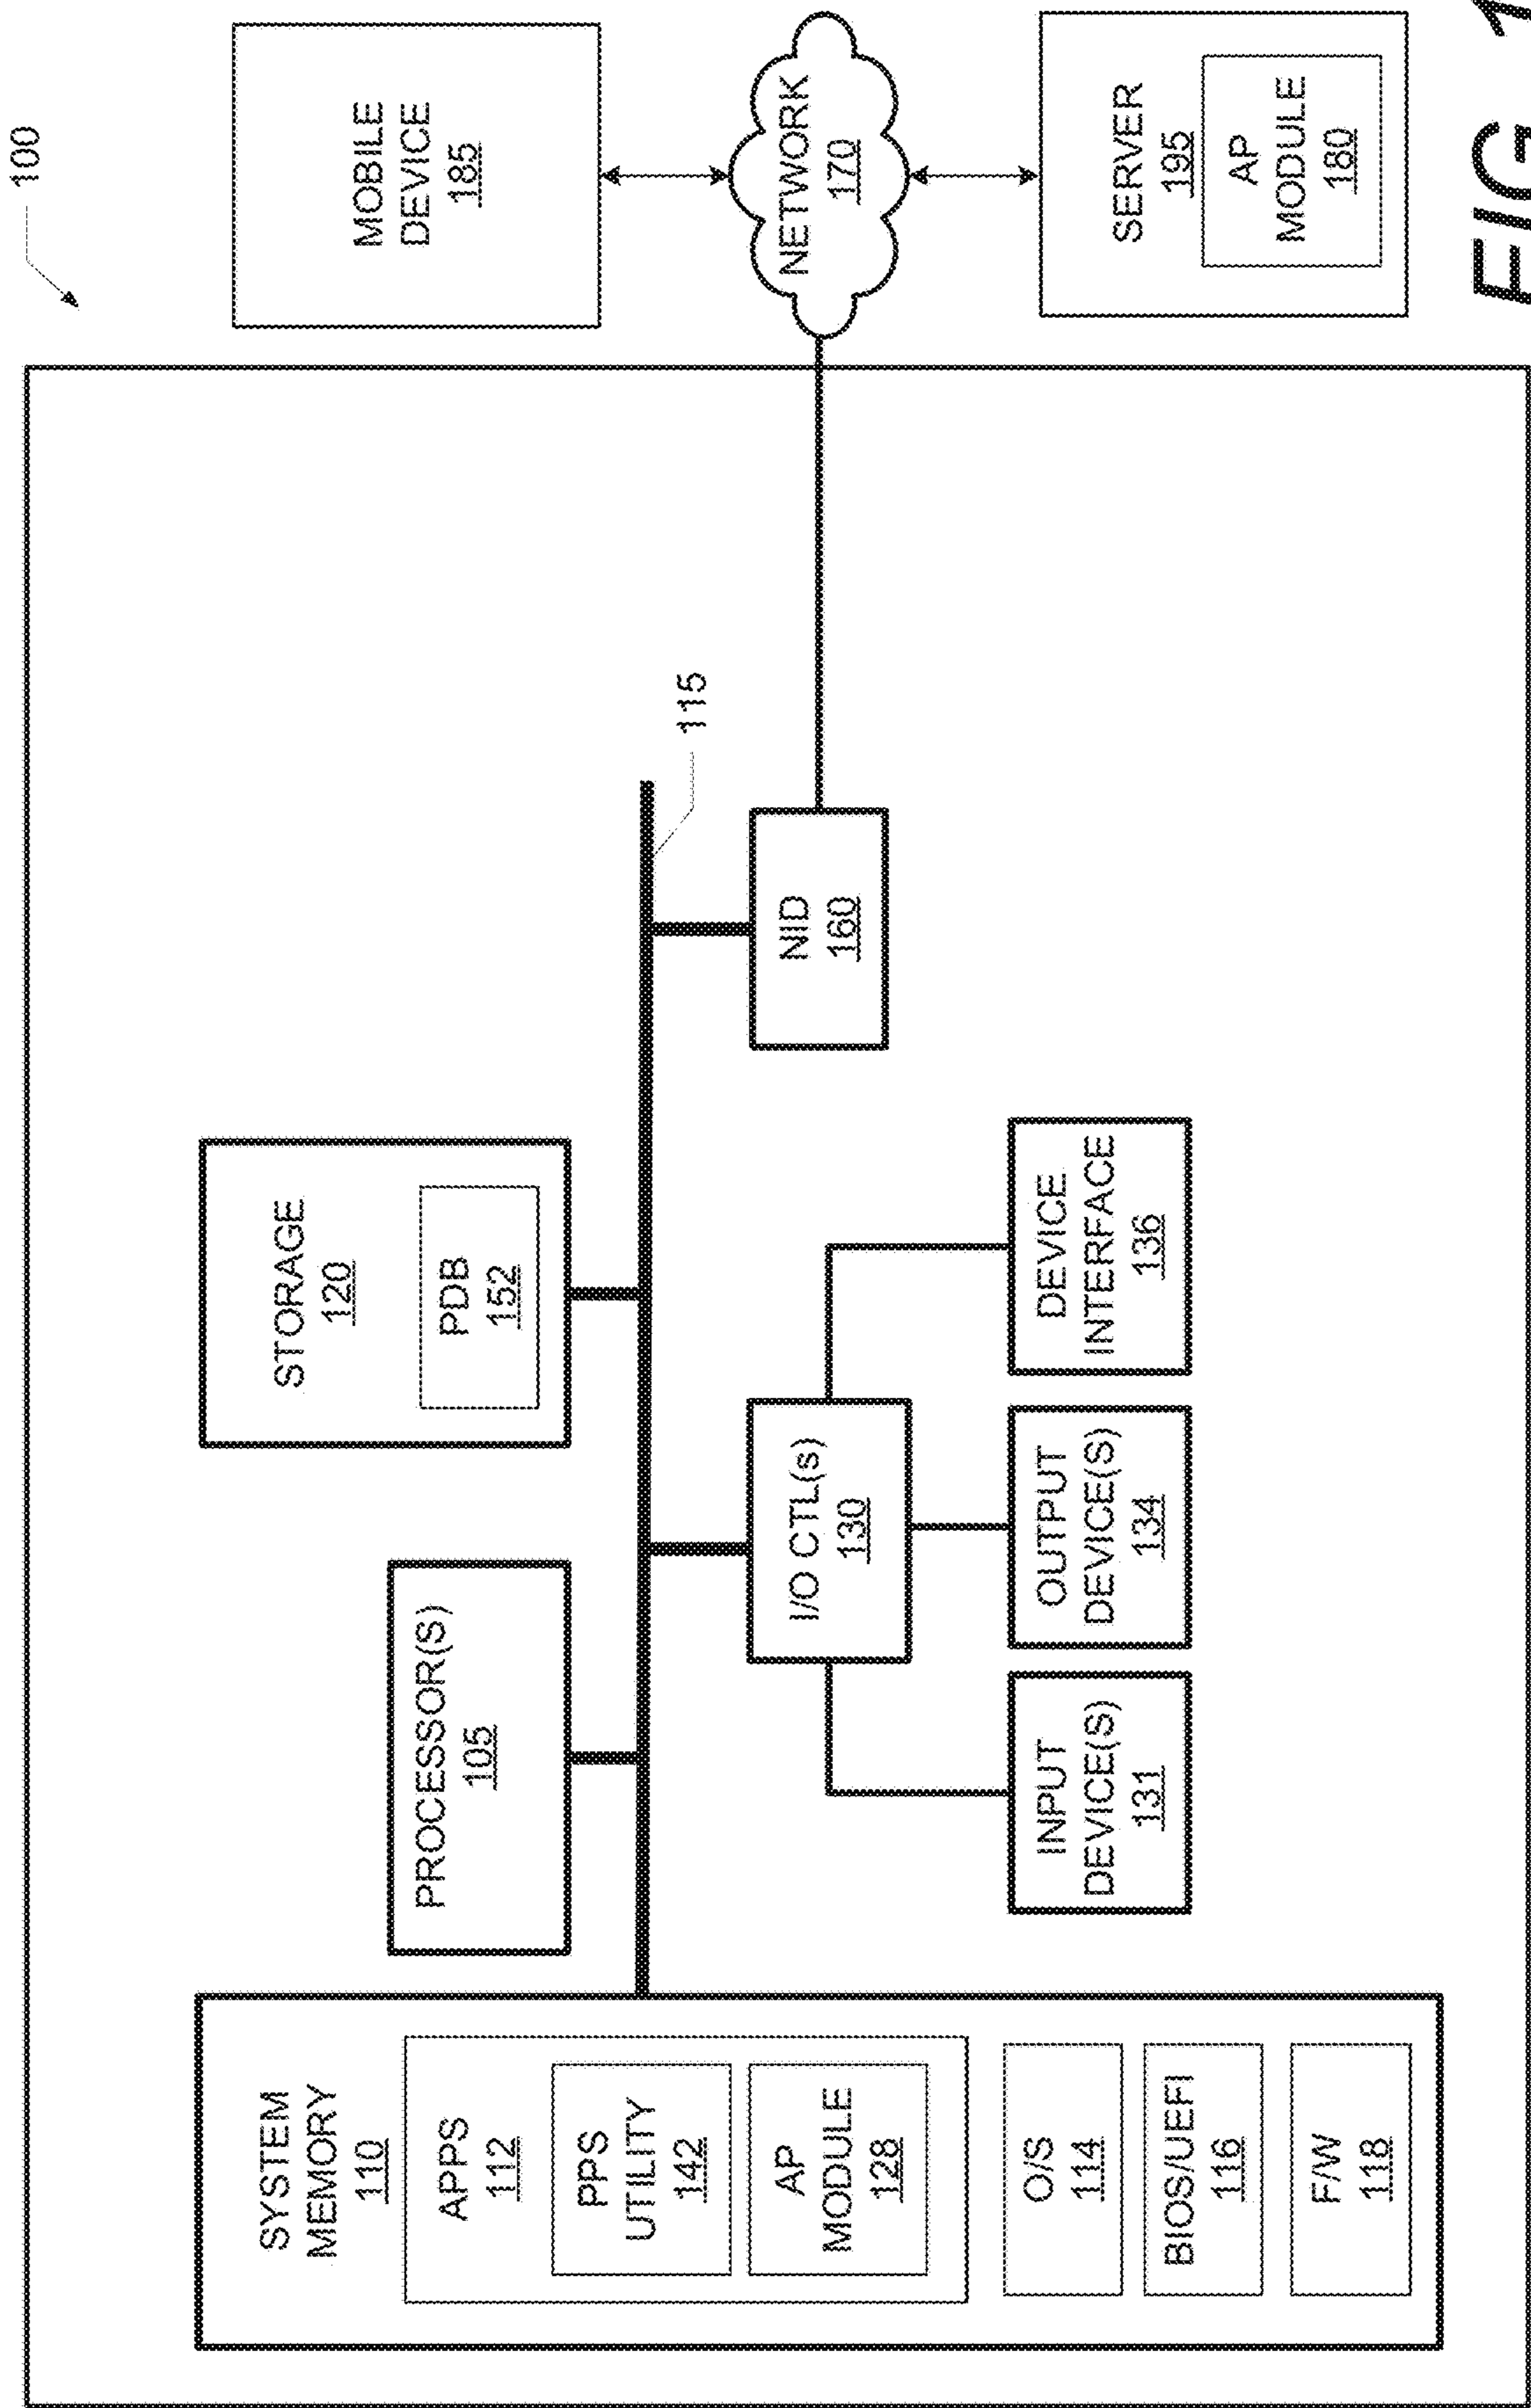 100
SYSTEM
MEMORY
110
APPS
112
PPS
UTILITY
142
AP
MODULE
128
O/S
114
BIOS/UEFI
116
F/W
118
PROCESSOR(S)
105
STORAGE
120
PDB
152
115
I/O CTL(s)
130
INPUT
DEVICE(S)
131
OUTPUT
DEVICE(S)
134
DEVICE
INTERFACE
136
NID
160
MOBILE
DEVICE
185
NETWORK
170
SERVER
195
AP
MODULE
180
FIG. 1